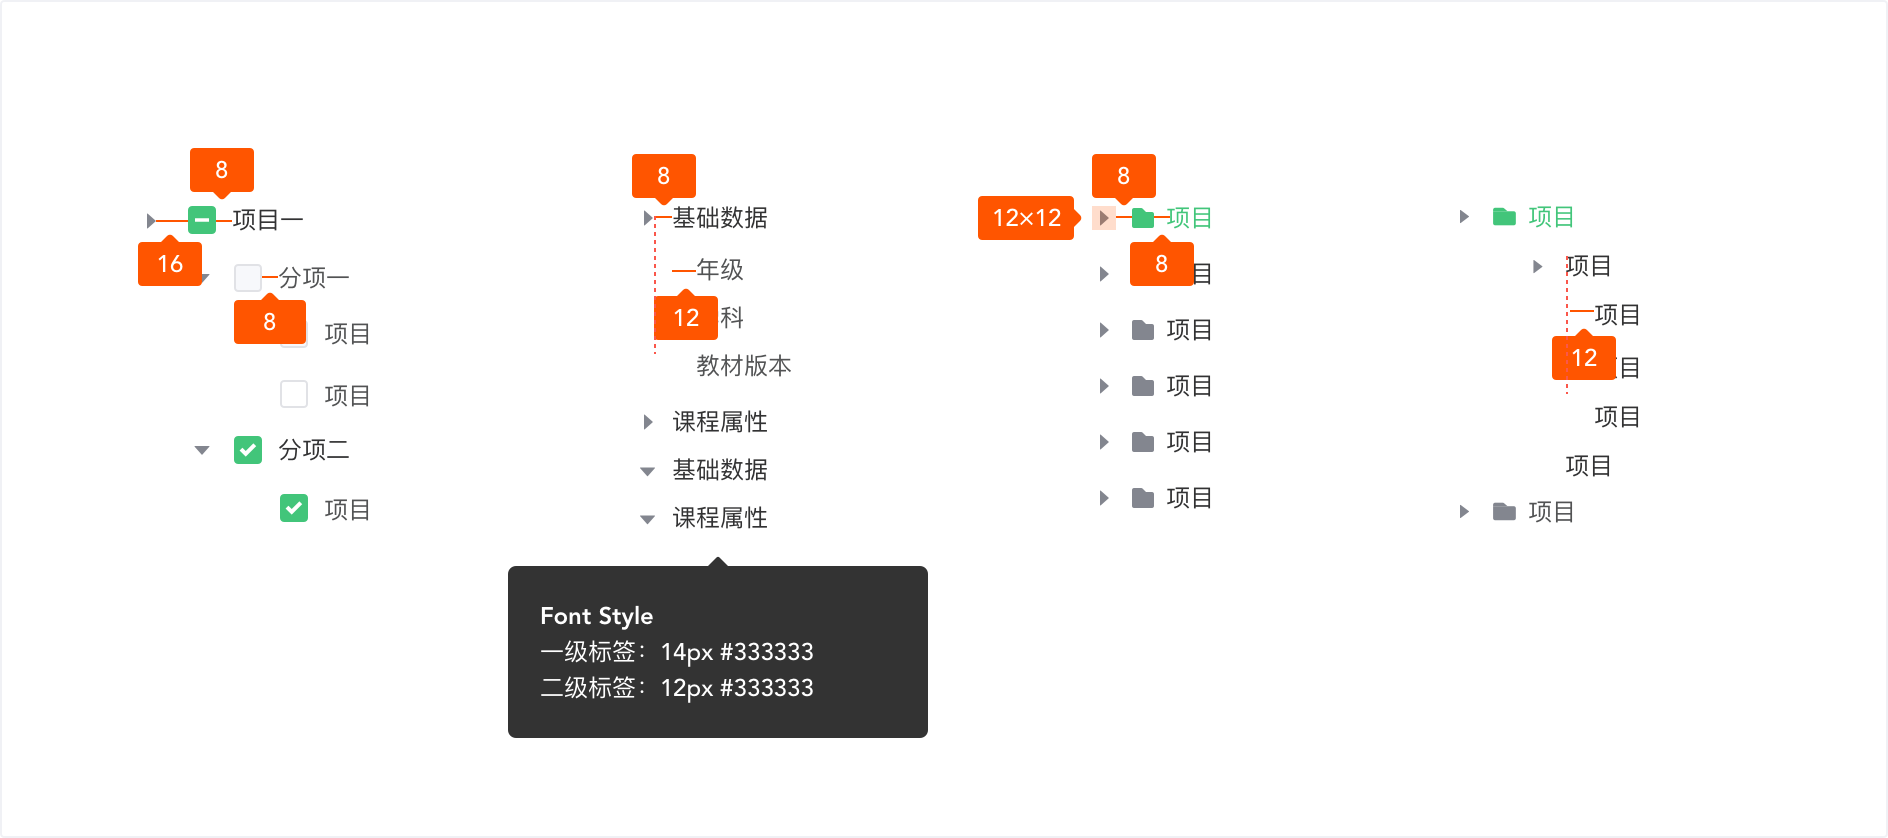 8
项目一
16
分项一
8
项目
项目
分项二
项目
8
基础数据
年级
12
科
教材版本
课程属性
基础数据
课程属性
Font Style
一级标签：14px #333333
二级标签：12px #333333
8
12×12
项目
8
目
项目
项目
项目
项目
项目
项目
项目
12
目
项目
项目
项目